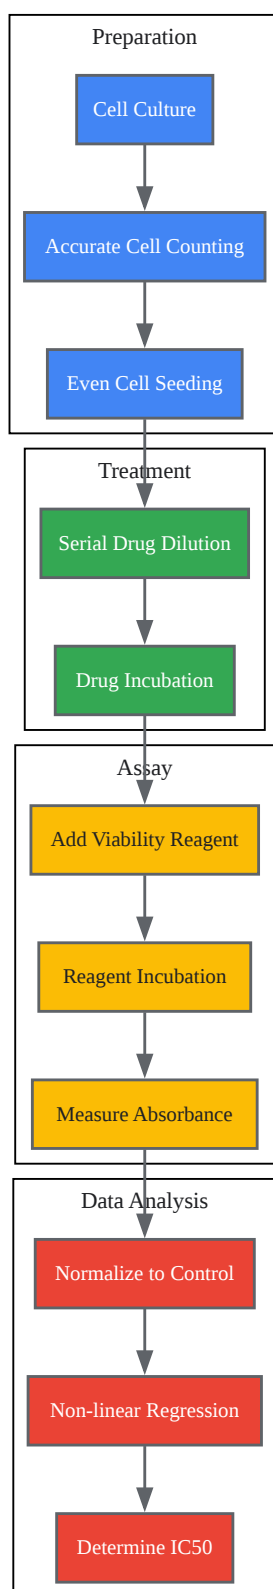 Preparation
Cell Culture
Accurate Cell Counting
Even Cell Seeding
Treatment
Serial Drug Dilution
Drug Incubation
Assay
Add Viability Reagent
Reagent Incubation
Measure Absorbance
Data Analysis
Normalize to Control
Non-linear Regression
Determine IC50